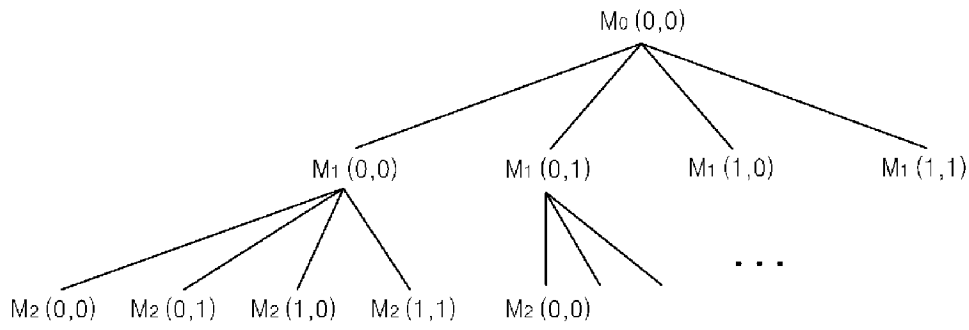 M0 (0,0)
M1 (0,0) M1 (0,1) M1 (1,0) M1 (1,1)
...
M2 (0,0) M2 (0,1) M2 (1,0) M2 (1,1) M2 (0,0)